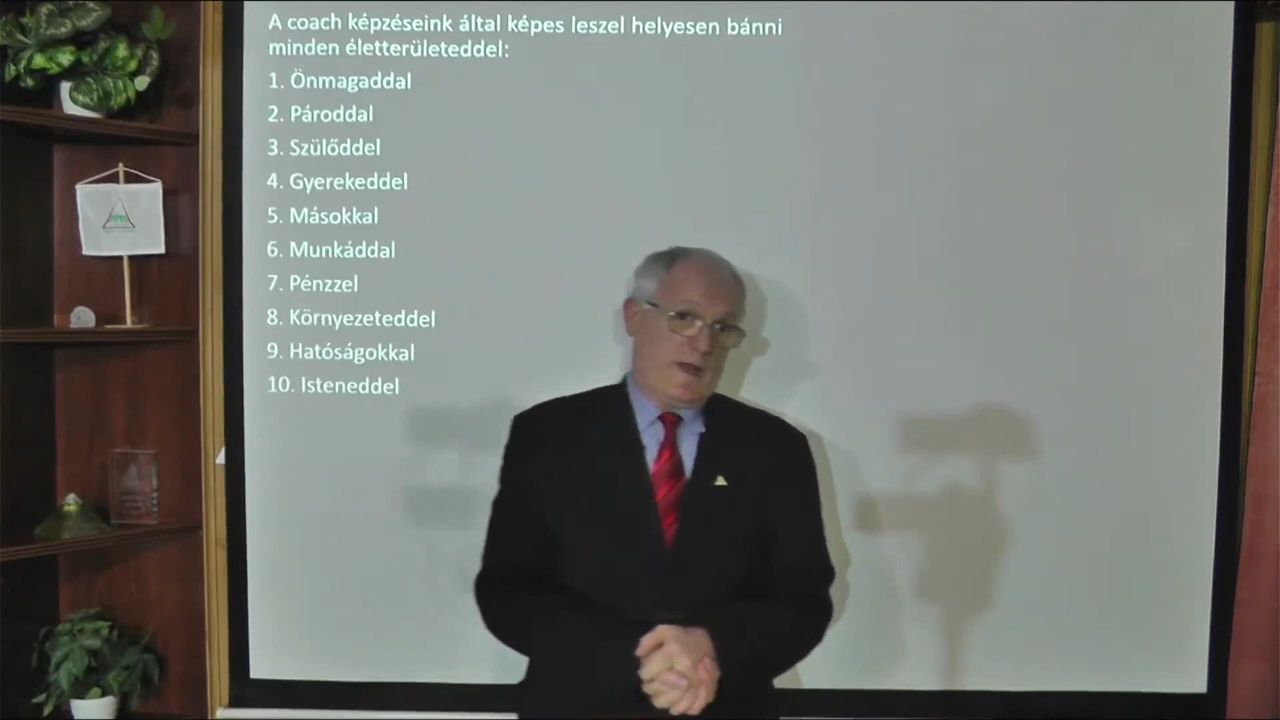 A coach képzéseink által képes leszel helyesen bánni
minden életterületeddel:
1. Önmagaddal
2. Pároddal
3. Szülőddel
4. Gyerekeddel
5. Másokkal
6. Munkáddal
7. Pénzzel
8. Környezeteddel
9. Hatóságokkal
10. Isteneddel